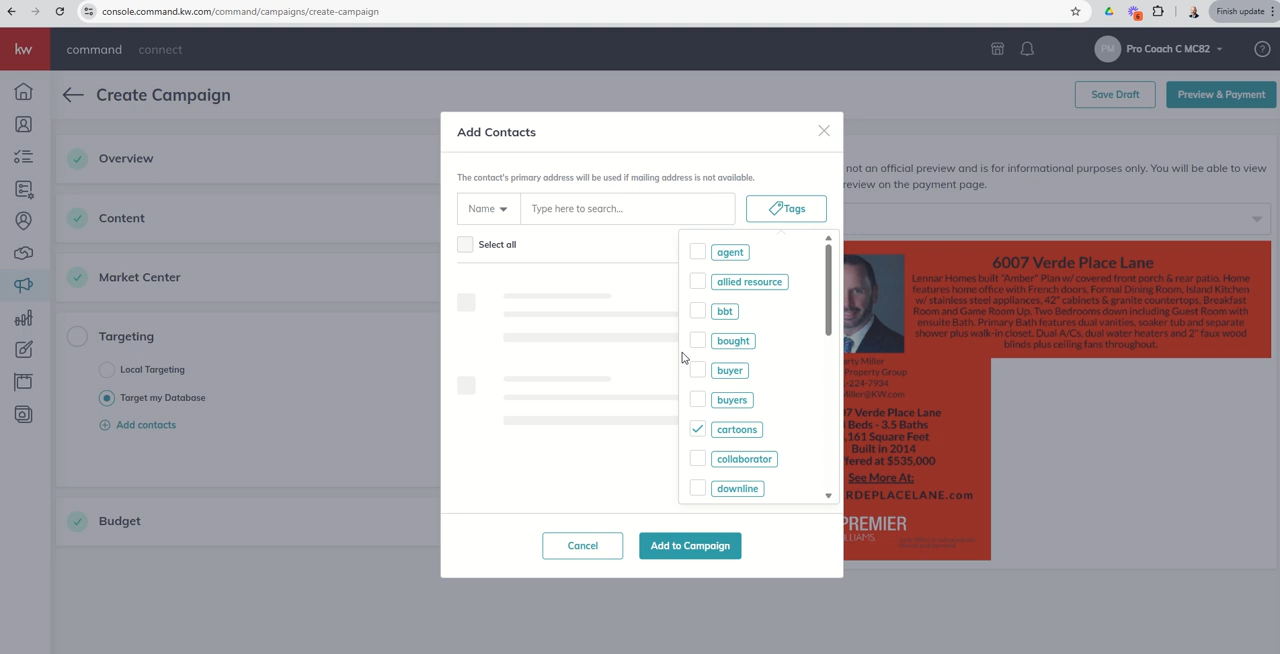 console.command.kw.com/command/campaigns/create-campaign
6
Finish update
kw
command
connect
PM
Pro Coach C MC82
?
Create Campaign
Save Draft
Preview & Payment
Overview
Content
Market Center
Targeting
Local Targeting
Target my Database
Add contacts
Budget
Add Contacts
The contact's primary address will be used if mailing address is not available.
Name
Type here to search...
Tags
Select all
agent
allied resource
bbt
bought
buyer
buyers
cartoons
collaborator
downline
Cancel
Add to Campaign
not an official preview and is for informational purposes only. You will be able to view
review on the payment page.
6007 Verde Place Lane
Lennar Homes built "Amber" Plan w/ covered front porch & rear patio. Home
features home office with French doors, Formal Dining Room, Island Kitchen
w/ stainless steel appliances, 42" cabinets & granite countertops, Breakfast
Room and Game Room Up. Two Bedrooms down including Guest Room with
ensuite Bath. Primary Bath features dual vanities, soaker tub and separate
shower plus walk-in closet. Dual A/Cs, dual water heaters and 2" faux wood
blinds plus ceiling fans throughout.
erty Miller
Property Group
-224-7934
Miller@KW.com
7 Verde Place Lane
Beds - 3.5 Baths
,161 Square Feet
Built in 2014
fered at $535,000
See More At:
RDEPLACELANE.com
PREMIER
ILLIAMS.